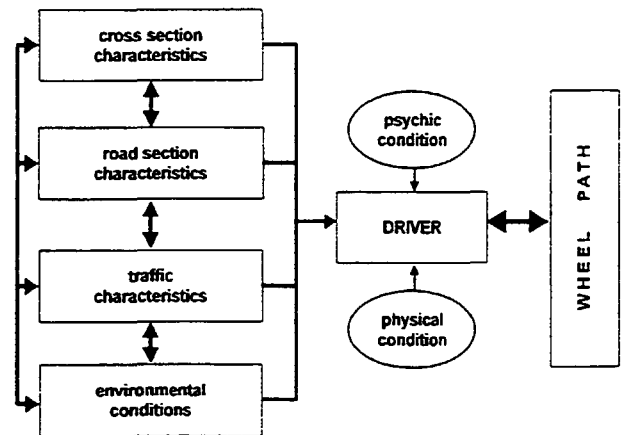 cross section
characteristics
road section
characteristics
traffic
characteristics
environmental
conditions
psychic
condition
DRIVER
physical
condition
WHEEL PATH